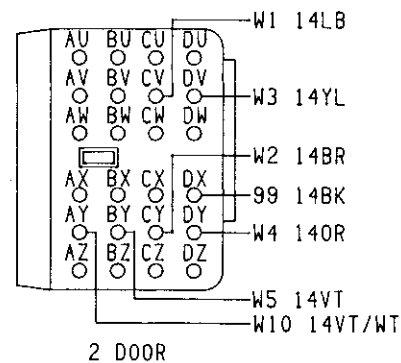 W1 14LB
AU BU CU DU
AV BV CV DV
W3 14YL
AW BW CW DW
W2 14BR
AX BX CX DX
99 14BK
AY BY CY DY
W4 14OR
AZ BZ CZ DZ
W5 14VT
W10 14VT/WT
2 DOOR